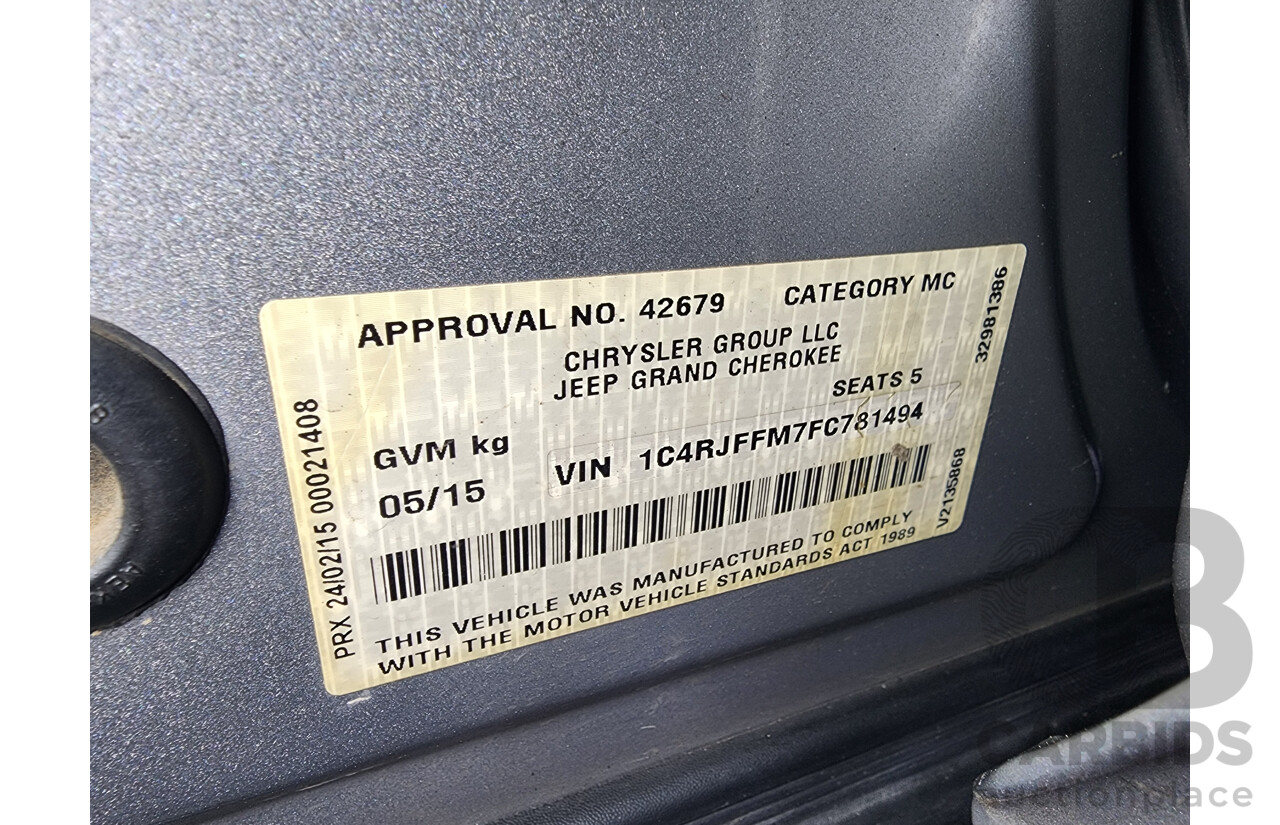 APPROVAL NO. 42679 CATEGORY MC
CHRYSLER GROUP LLC
JEEP GRAND CHEROKEE
SEATS 5
GVM kg
VIN 1C4RJFFM7FC781494
05/15
THIS VEHICLE WAS MANUFACTURED TO COMPLY
WITH THE MOTOR VEHICLE STANDARDS ACT 1989
PRX 24/02/15 00021408
32981386
V2135868
CARBIDS
auctionplace